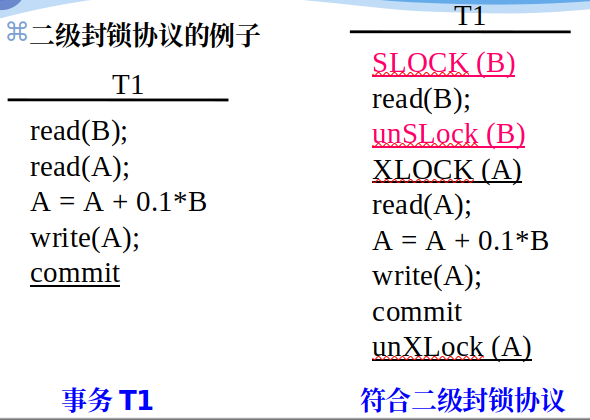 ⌘二级封锁协议的例子
T1
read(B);
read(A);
A = A + 0.1*B
write(A);
commit
事务 T1
T1
SLOCK (B)
read(B);
unSLock (B)
XLOCK (A)
read(A);
A = A + 0.1*B
write(A);
commit
unXLock (A)
符合二级封锁协议